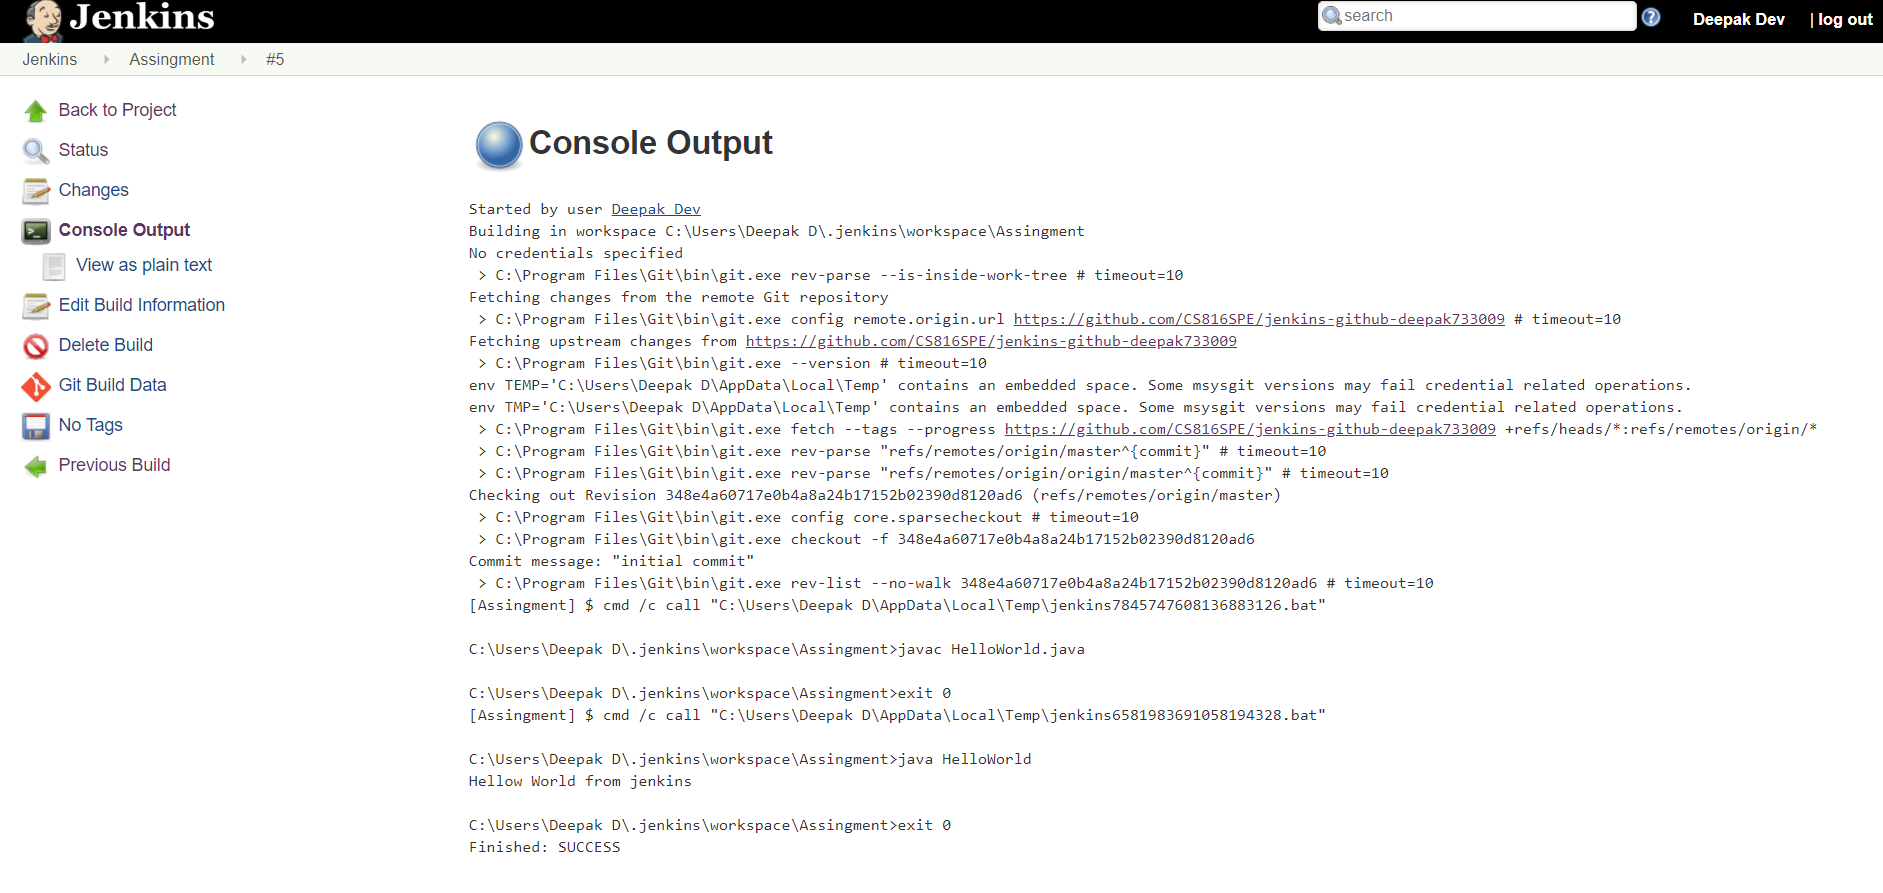 Jenkins
search
Deepak Dev | log out
Jenkins Assingment #5
Back to Project
Status
Changes
Console Output
View as plain text
Edit Build Information
Delete Build
Git Build Data
No Tags
Previous Build
Console Output
Started by user Deepak Dev
Building in workspace C:\Users\Deepak D\.jenkins\workspace\Assingment
No credentials specified
> C:\Program Files\Git\bin\git.exe rev-parse --is-inside-work-tree # timeout=10
Fetching changes from the remote Git repository
> C:\Program Files\Git\bin\git.exe config remote.origin.url https://github.com/CS816SPE/jenkins-github-deepak733009 # timeout=10
Fetching upstream changes from https://github.com/CS816SPE/jenkins-github-deepak733009
> C:\Program Files\Git\bin\git.exe --version # timeout=10
env TEMP='C:\Users\Deepak D\AppData\Local\Temp' contains an embedded space. Some msysgit versions may fail credential related operations.
env TMP='C:\Users\Deepak D\AppData\Local\Temp' contains an embedded space. Some msysgit versions may fail credential related operations.
> C:\Program Files\Git\bin\git.exe fetch --tags --progress https://github.com/CS816SPE/jenkins-github-deepak733009 +refs/heads/*:refs/remotes/origin/*
> C:\Program Files\Git\bin\git.exe rev-parse "refs/remotes/origin/master^{commit}" # timeout=10
> C:\Program Files\Git\bin\git.exe rev-parse "refs/remotes/origin/origin/master^{commit}" # timeout=10
Checking out Revision 348e4a60717e0b4a8a24b17152b02390d8120ad6 (refs/remotes/origin/master)
> C:\Program Files\Git\bin\git.exe config core.sparsecheckout # timeout=10
> C:\Program Files\Git\bin\git.exe checkout -f 348e4a60717e0b4a8a24b17152b02390d8120ad6
Commit message: "initial commit"
> C:\Program Files\Git\bin\git.exe rev-list --no-walk 348e4a60717e0b4a8a24b17152b02390d8120ad6 # timeout=10
[Assingment] $ cmd /c call "C:\Users\Deepak D\AppData\Local\Temp\jenkins7845747608136883126.bat"
C:\Users\Deepak D\.jenkins\workspace\Assingment>javac HelloWorld.java
C:\Users\Deepak D\.jenkins\workspace\Assingment>exit 0
[Assingment] $ cmd /c call "C:\Users\Deepak D\AppData\Local\Temp\jenkins6581983691058194328.bat"
C:\Users\Deepak D\.jenkins\workspace\Assingment>java HelloWorld
Hellow World from jenkins
C:\Users\Deepak D\.jenkins\workspace\Assingment>exit 0
Finished: SUCCESS